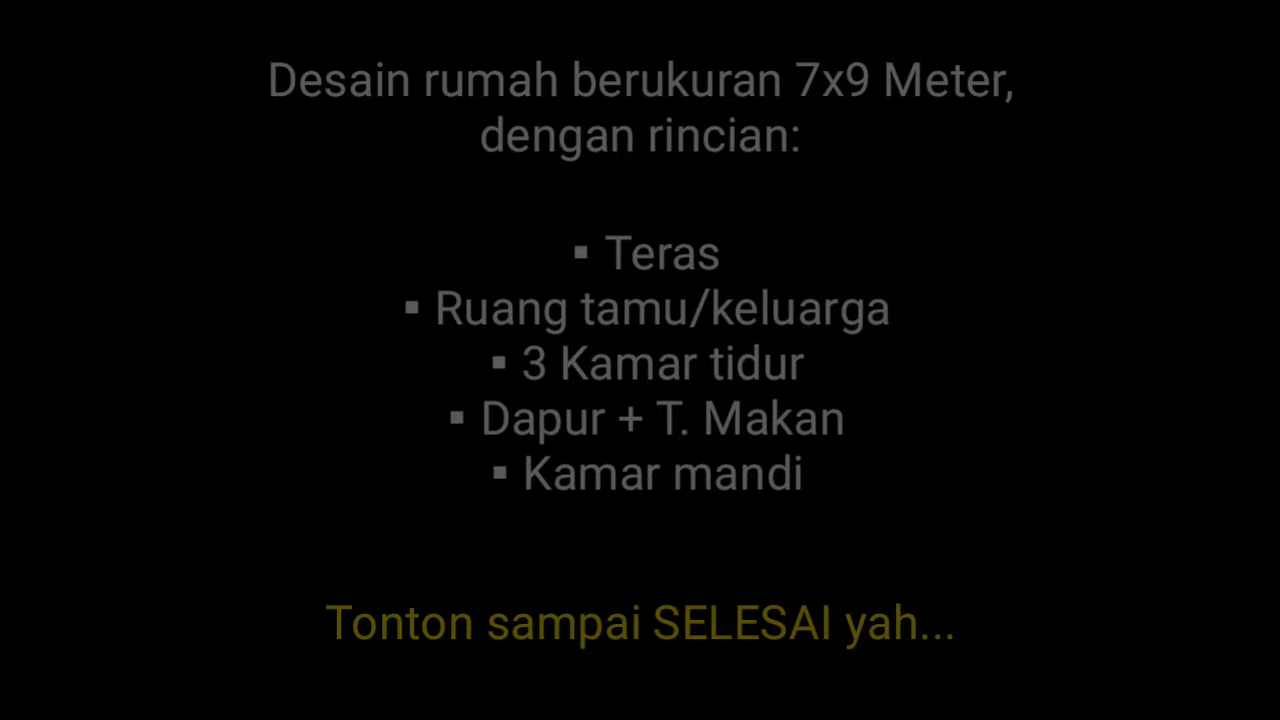 Desain rumah berukuran 7x9 Meter,
dengan rincian:
▪ Teras
▪ Ruang tamu/keluarga
▪ 3 Kamar tidur
▪ Dapur + T. Makan
▪ Kamar mandi
Tonton sampai SELESAI yah...